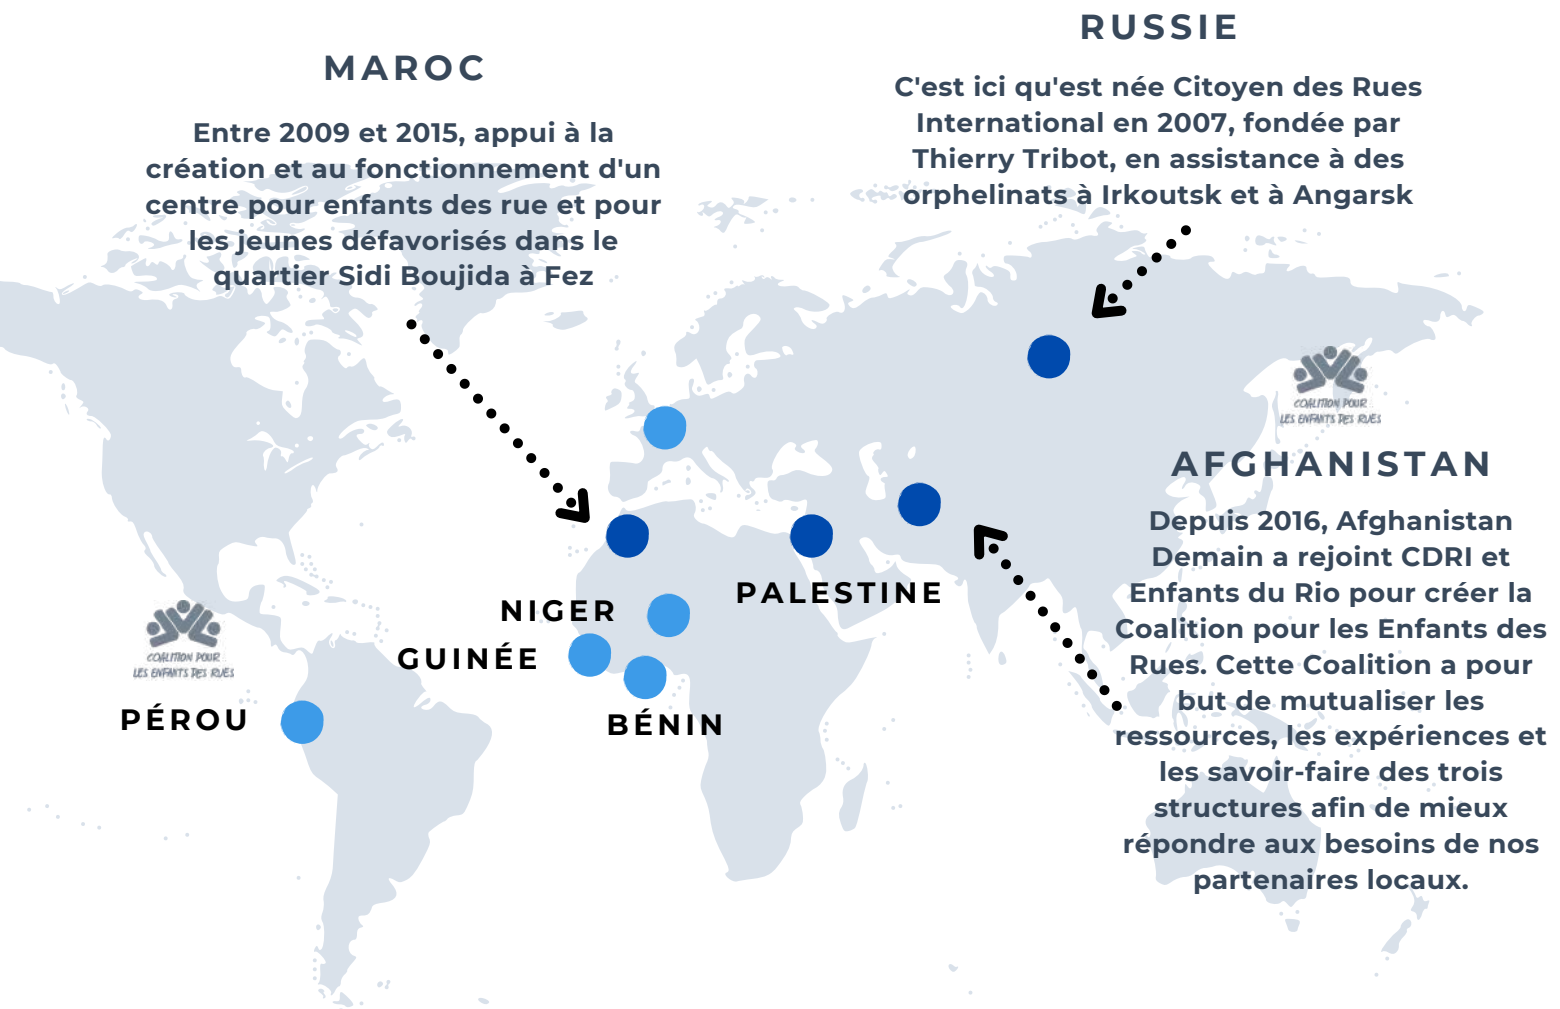 MAROC
Entre 2009 et 2015, appui à la
création et au fonctionnement d'un
centre pour enfants des rue et pour
les jeunes défavorisés dans le
quartier Sidi Boujida à Fez
RUSSIE
C'est ici qu'est née Citoyen des Rues
International en 2007, fondée par
Thierry Tribot, en assistance à des
orphelinats à Irkoutsk et à Angarsk
COALITION POUR
LES ENFANTS DES RUES
AFGHANISTAN
Depuis 2016, Afghanistan
Demain a rejoint CDRI et
Enfants du Rio pour créer la
Coalition pour les Enfants des
Rues. Cette Coalition a pour
but de mutualiser les
ressources, les expériences et
les savoir-faire des trois
structures afin de mieux
répondre aux besoins de nos
partenaires locaux.
PALESTINE
NIGER
GUINÉE
BÉNIN
COALITION POUR
LES ENFANTS DES RUES
PÉROU